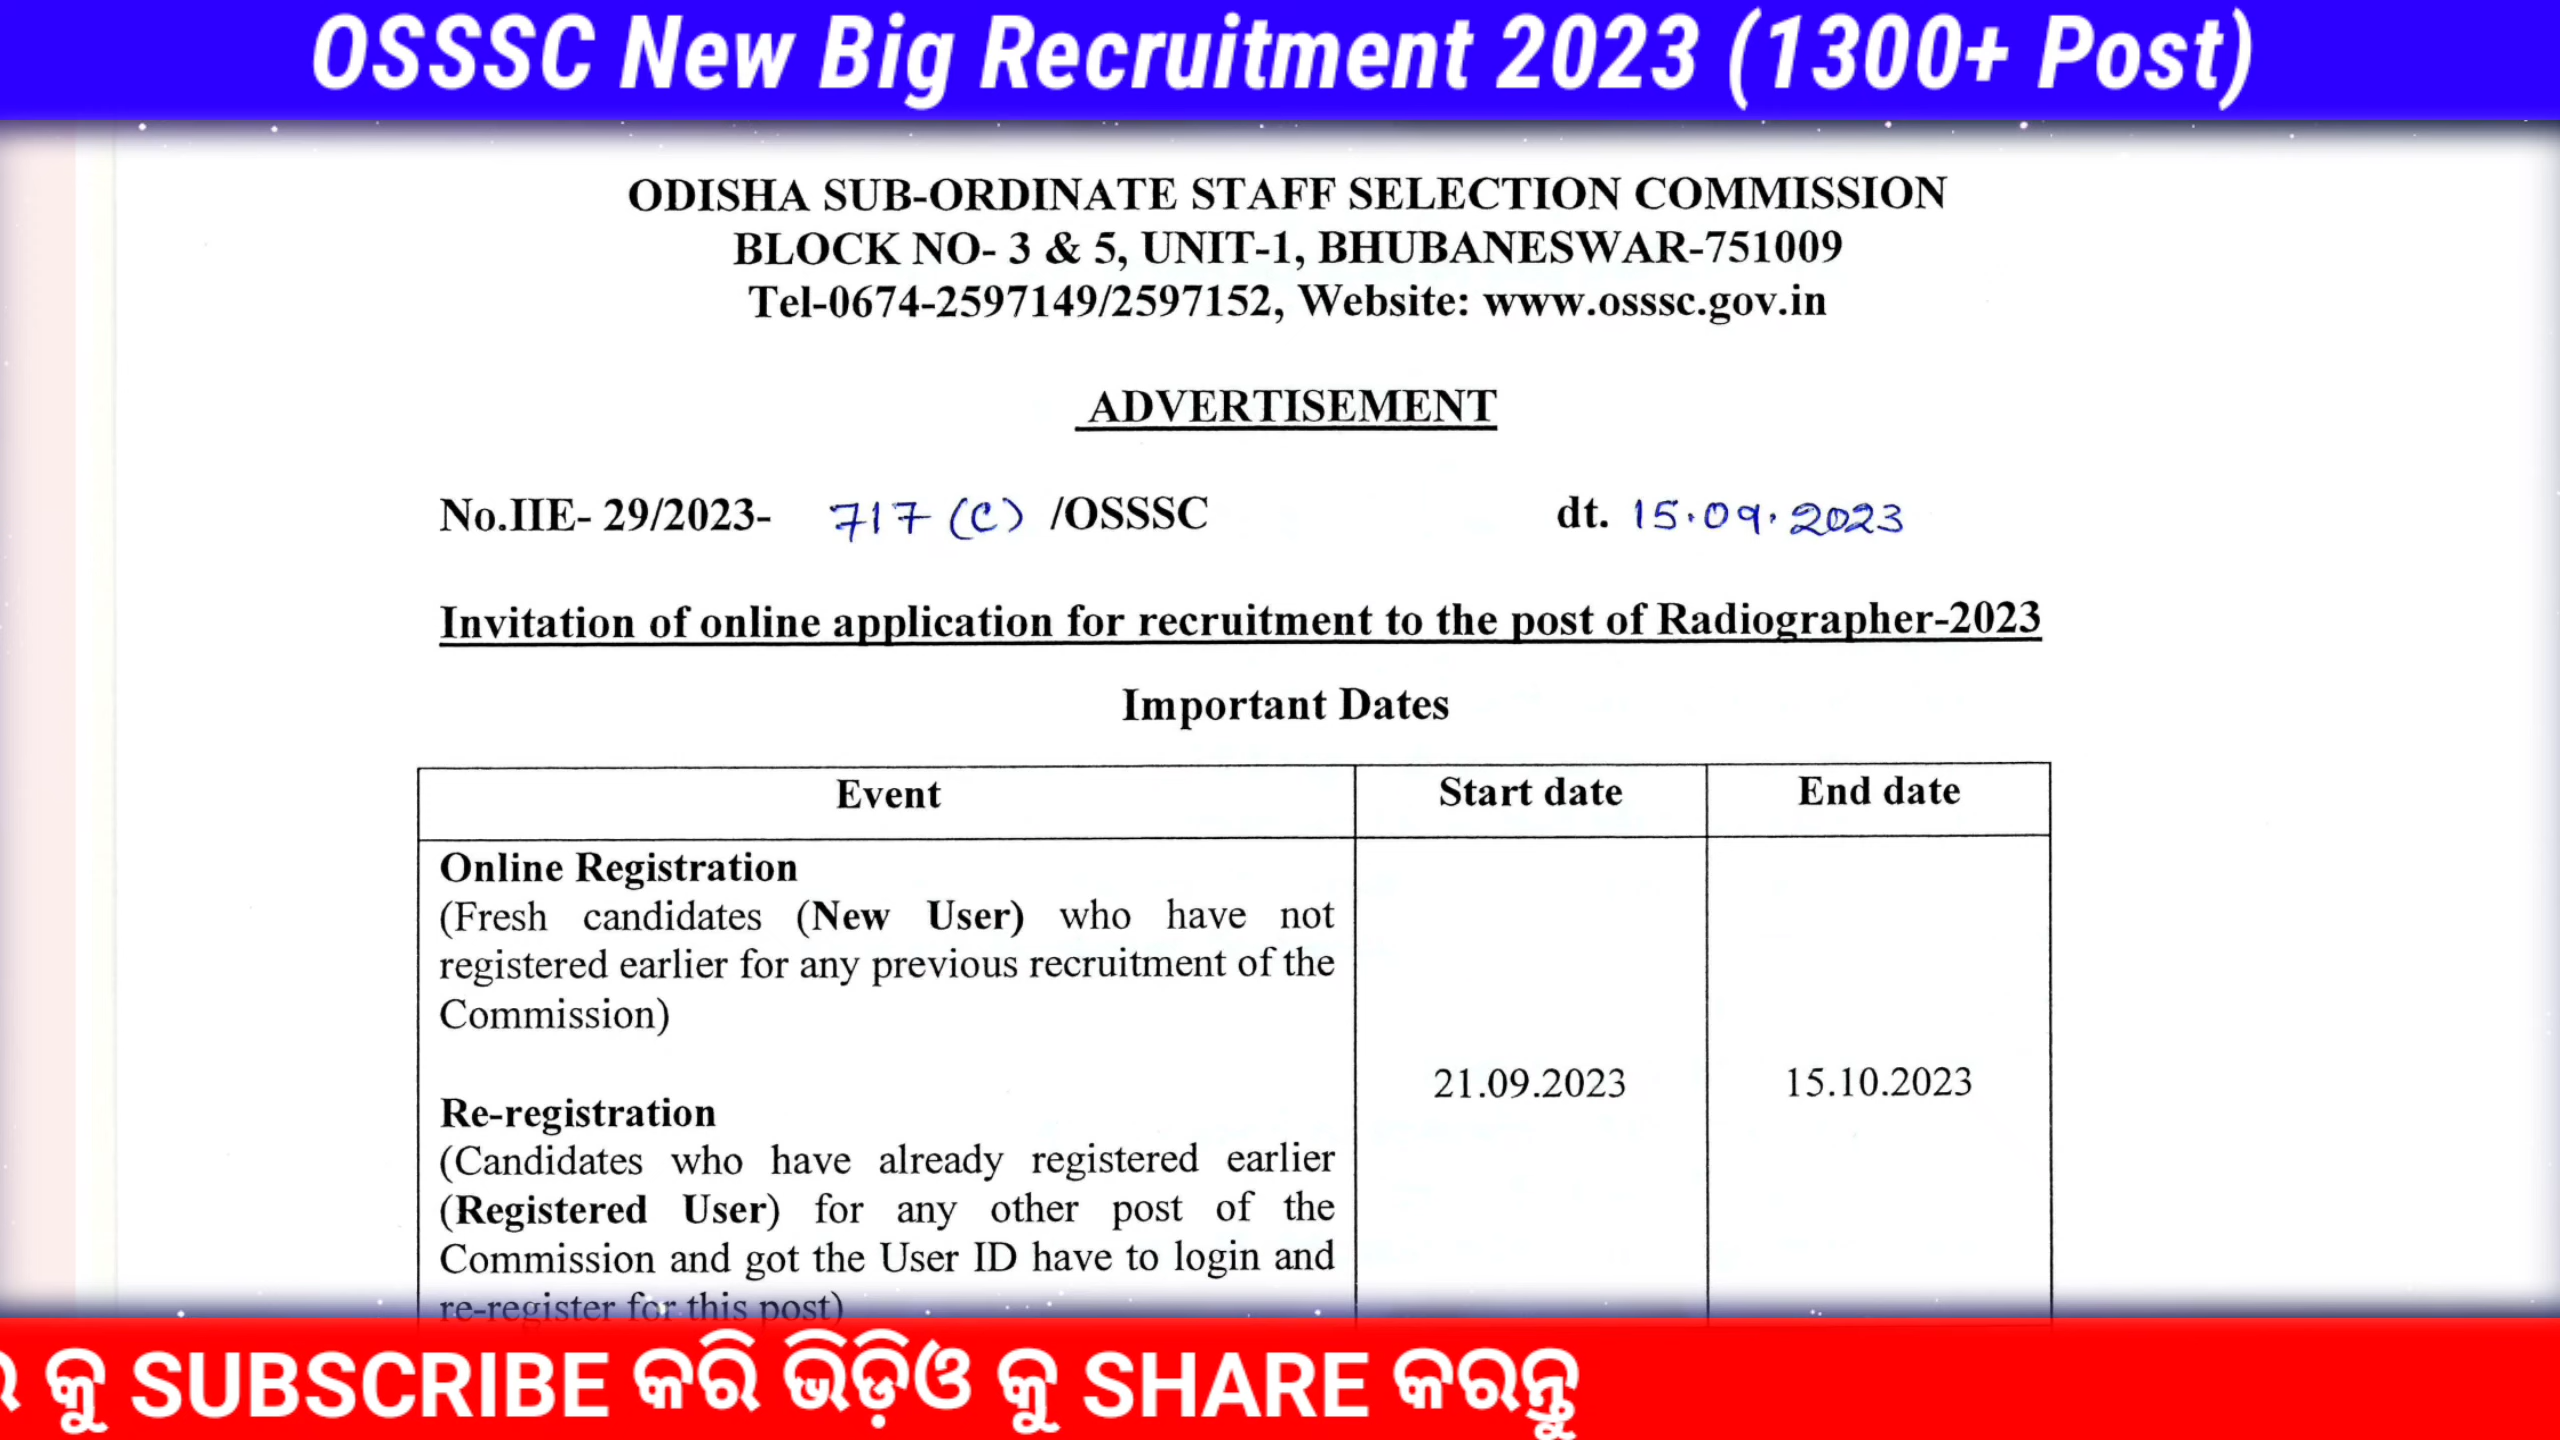 OSSSC New Big Recruitment 2023 (1300+ Post)
ODISHA SUB-ORDINATE STAFF SELECTION COMMISSION
BLOCK NO- 3 & 5, UNIT-1, BHUBANESWAR-751009
Tel-0674-2597149/2597152, Website: www.osssc.gov.in
ADVERTISEMENT
No.IIE- 29/2023- 717 (C) /OSSSC dt. 15.09.2023
Invitation of online application for recruitment to the post of Radiographer-2023
Important Dates
Event Start date End date
Online Registration
(Fresh candidates (New User) who have not
registered earlier for any previous recruitment of the
Commission)
21.09.2023 15.10.2023
Re-registration
(Candidates who have already registered earlier
(Registered User) for any other post of the
Commission and got the User ID have to login and
re-register for this post)
କୁ SUBSCRIBE କରି ଭିଡ଼ିଓ କୁ SHARE କରନ୍ତୁ